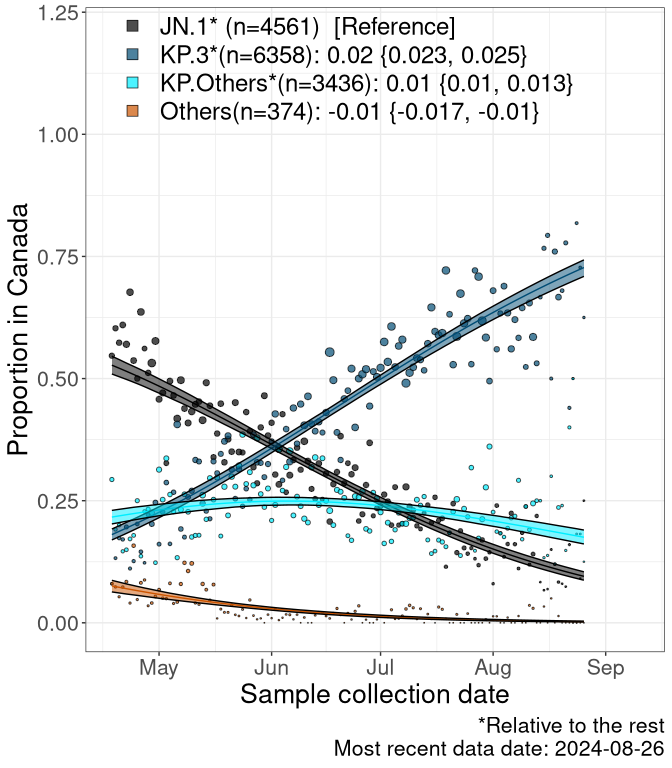 1.25
JN.1* (n=4561)  [Reference]
KP.3*(n=6358): 0.02 {0.023, 0.025}
KP.Others*(n=3436): 0.01 {0.01, 0.013}
Others(n=374): -0.01 {-0.017, -0.01}
1.00
0.75
0.50
0.25
0.00
Proportion in Canada
May Jun Jul Aug Sep
Sample collection date
*Relative to the rest
Most recent data date: 2024-08-26